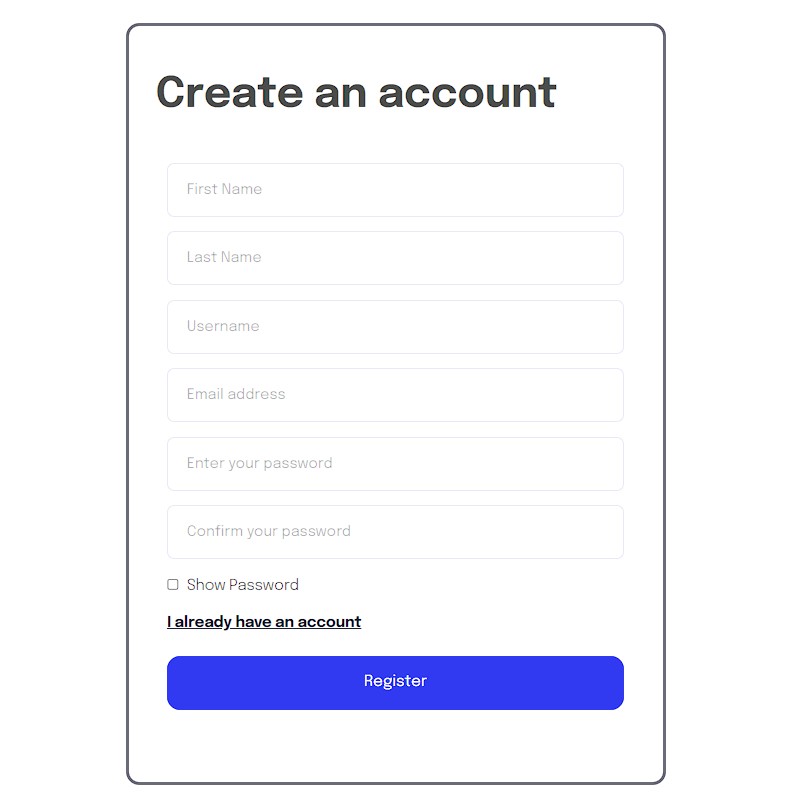 Create an account
First Name
Last Name
Username
Email address
Enter your password
Confirm your password
Show Password
I already have an account
Register